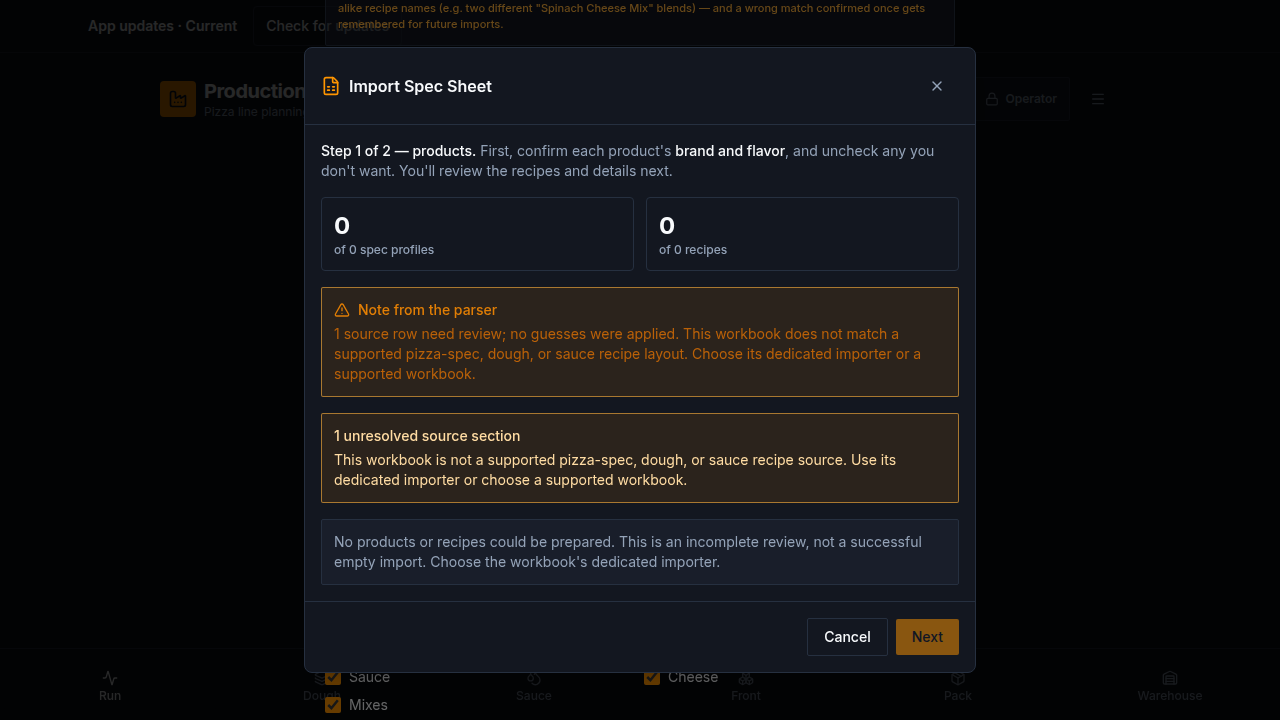 alike recipe names (e.g. two different "Spinach Cheese Mix" blends) — and a wrong match confirmed once gets
remembered for future imports.
App updates · Current
Check for updates
Production
Pizza line planning
Operator
Import Spec Sheet
Step 1 of 2 — products. First, confirm each product's brand and flavor, and uncheck any you
don't want. You'll review the recipes and details next.
0
of 0 spec profiles
0
of 0 recipes
Note from the parser
1 source row need review; no guesses were applied. This workbook does not match a
supported pizza-spec, dough, or sauce recipe layout. Choose its dedicated importer or a
supported workbook.
1 unresolved source section
This workbook is not a supported pizza-spec, dough, or sauce recipe source. Use its
dedicated importer or choose a supported workbook.
No products or recipes could be prepared. This is an incomplete review, not a successful
empty import. Choose the workbook's dedicated importer.
Cancel
Next
Sauce
Cheese
Mixes
Run
Dough
Sauce
Front
Pack
Warehouse